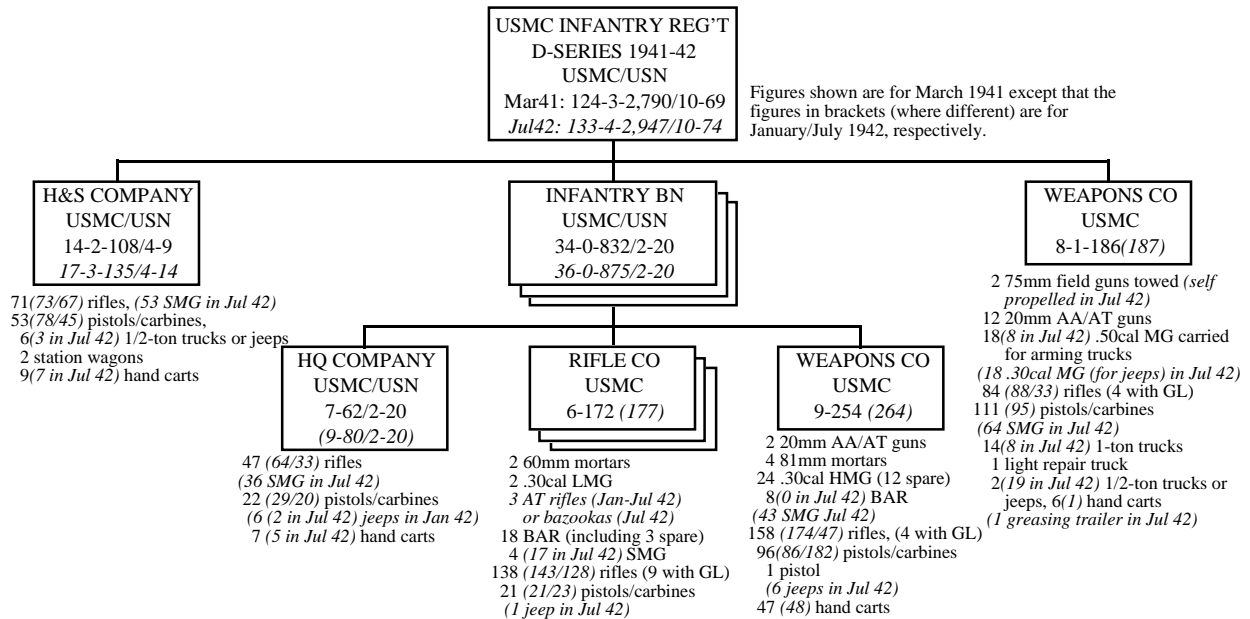 USMC INFANTRY REG'T
D-SERIES 1941-42
USMC/USN
Mar41: 124-3-2,790/10-69
Jul42: 133-4-2,947/10-74
Figures shown are for March 1941 except that the
figures in brackets (where different) are for
January/July 1942, respectively.
H&S COMPANY
USMC/USN
14-2-108/4-9
17-3-135/4-14
71(73/67) rifles, (53 SMG in Jul 42)
53(78/45) pistols/carbines,
6(3 in Jul 42) 1/2-ton trucks or jeeps
2 station wagons
9(7 in Jul 42) hand carts
INFANTRY BN
USMC/USN
34-0-832/2-20
36-0-875/2-20
WEAPONS CO
USMC
8-1-186(187)
2 75mm field guns towed (self
propelled in Jul 42)
12 20mm AA/AT guns
18(8 in Jul 42) .50cal MG carried
for arming trucks
(18 .30cal MG (for jeeps) in Jul 42)
84 (88/33) rifles (4 with GL)
111 (95) pistols/carbines
(64 SMG in Jul 42)
14(8 in Jul 42) 1-ton trucks
1 light repair truck
2(19 in Jul 42) 1/2-ton trucks or
jeeps, 6(1) hand carts
(1 greasing trailer in Jul 42)
HQ COMPANY
USMC/USN
7-62/2-20
(9-80/2-20)
47 (64/33) rifles
(36 SMG in Jul 42)
22 (29/20) pistols/carbines
(6 (2 in Jul 42) jeeps in Jan 42)
7 (5 in Jul 42) hand carts
RIFLE CO
USMC
6-172 (177)
2 60mm mortars
2 .30cal LMG
3 AT rifles (Jan-Jul 42)
or bazookas (Jul 42)
18 BAR (including 3 spare)
4 (17 in Jul 42) SMG
138 (143/128) rifles (9 with GL)
21 (21/23) pistols/carbines
(1 jeep in Jul 42)
WEAPONS CO
USMC
9-254 (264)
2 20mm AA/AT guns
4 81mm mortars
24 .30cal HMG (12 spare)
8(0 in Jul 42) BAR
(43 SMG Jul 42)
158 (174/47) rifles, (4 with GL)
96(86/182) pistols/carbines
1 pistol
(6 jeeps in Jul 42)
47 (48) hand carts